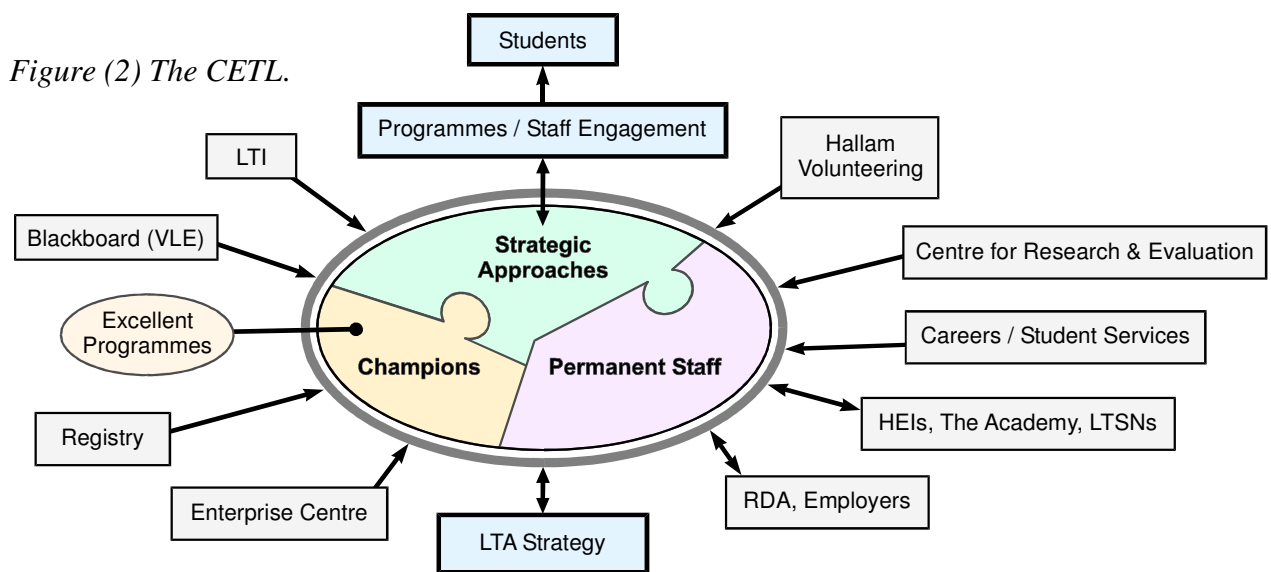 Students
Figure (2) The CETL.
Programmes / Staff Engagement
LTI
Hallam
Volunteering
Blackboard (VLE)
Strategic
Approaches
Centre for Research & Evaluation
Excellent
Programmes
Careers / Student Services
Champions
Permanent Staff
HEIs, The Academy, LTSNs
Registry
RDA, Employers
Enterprise Centre
LTA Strategy